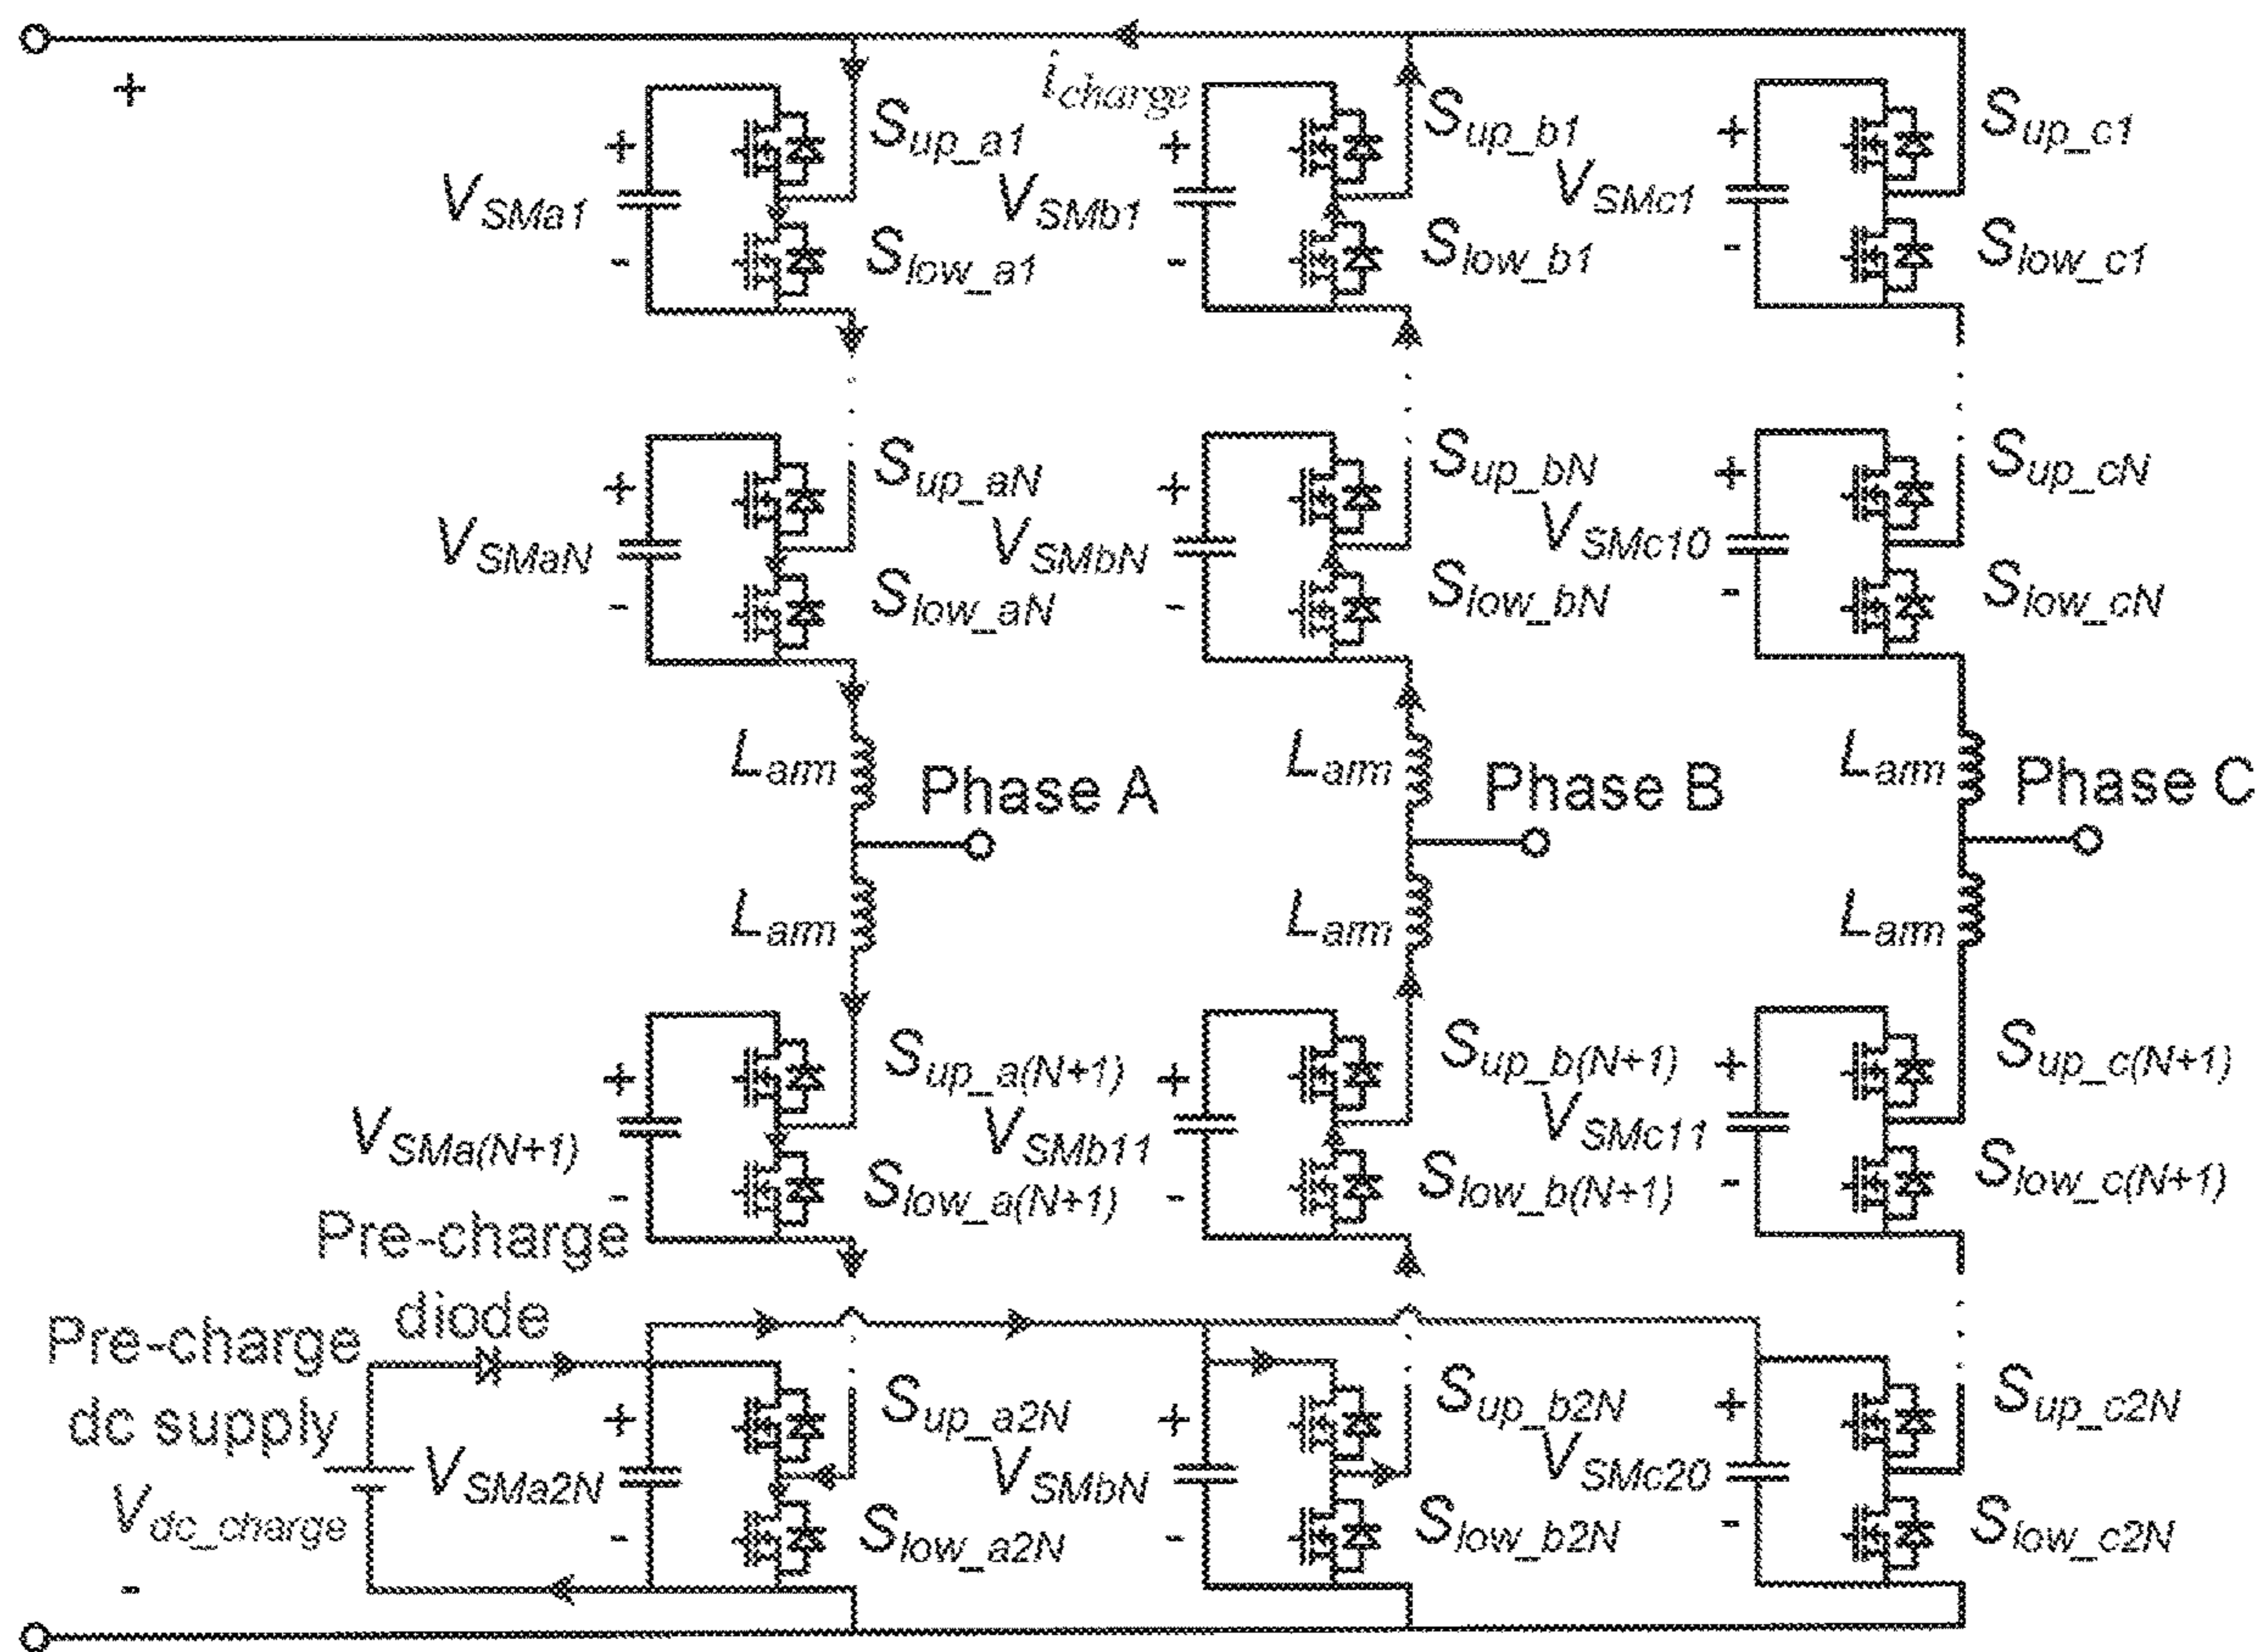 +
i_charge
S_up_a1
S_up_b1
S_up_c1
+
+
+
V_SMa1
V_SMb1
V_SMc1
-
-
-
S_low_a1
S_low_b1
S_low_c1
S_up_aN
S_up_bN
S_up_cN
+
+
+
V_SMaN
V_SMbN
V_SMc10
-
-
-
S_low_aN
S_low_bN
S_low_cN
L_arm
Phase A
L_arm
Phase B
L_arm
Phase C
L_arm
L_arm
L_arm
S_up_a(N+1)
S_up_b(N+1)
S_up_c(N+1)
+
+
+
V_SMa(N+1)
V_SMb11
V_SMc11
-
-
-
S_low_a(N+1)
S_low_b(N+1)
S_low_c(N+1)
Pre-charge
diode
Pre-charge
dc supply
V_dc_charge
S_up_a2N
S_up_b2N
S_up_c2N
+
+
+
V_SMa2N
V_SMbN
V_SMc20
-
-
-
S_low_a2N
S_low_b2N
S_low_c2N
-